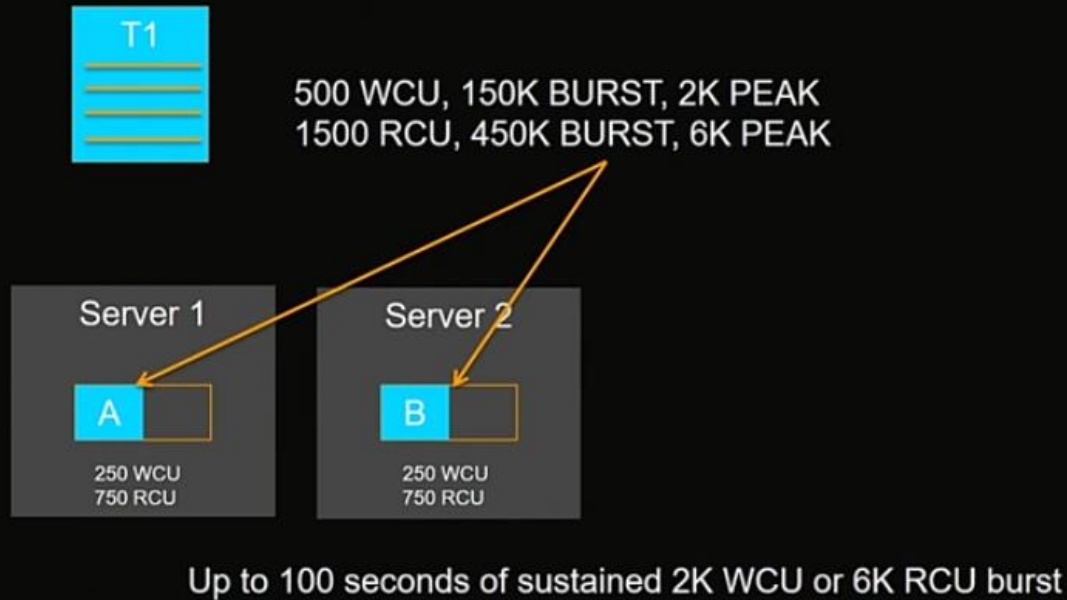 T1
500 WCU, 150K BURST, 2K PEAK
1500 RCU, 450K BURST, 6K PEAK
Server 1
A
250 WCU
750 RCU
Server 2
B
250 WCU
750 RCU
Up to 100 seconds of sustained 2K WCU or 6K RCU burst